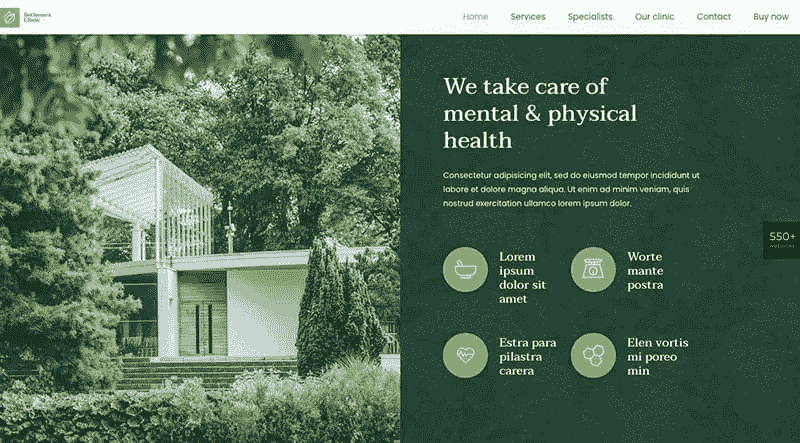 Clinic
Home
Services
Specialists
Our clinic
Contact
Buy now
We take care of
mental & physical
health
Consectetur adipiscing elit, sed do eiusmod tempor incididunt ut
labore et dolore magna aliqua. Ut enim ad minim veniam, quis
nostrud exercitation ullamco lorem ipsum dolor.
550+
Lorem
ipsum
dolor sit
amet
Worte
mante
postra
Estra para
pilastra
carera
Elen vortis
mi poreo
min